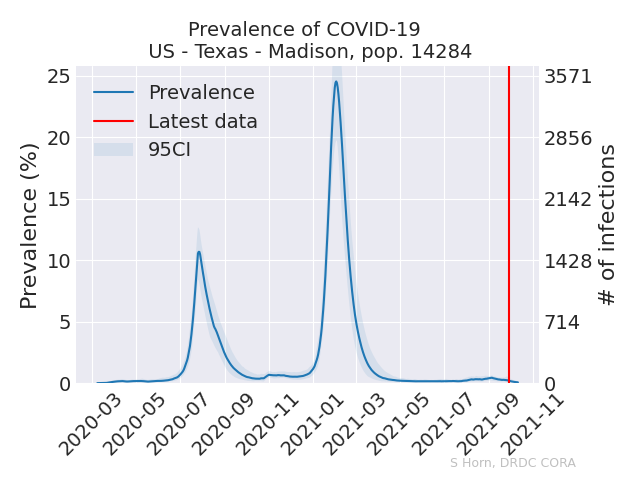 Prevalence of COVID-19
US - Texas - Madison, pop. 14284
Prevalence
Latest data
95CI
Prevalence (%)
25
20
15
10
5
0
3571
2856
2142
1428
714
0
# of infections
2020-03
2020-05
2020-07
2020-09
2020-11
2021-01
2021-03
2021-05
2021-07
2021-09
2021-11
S Horn, DRDC CORA